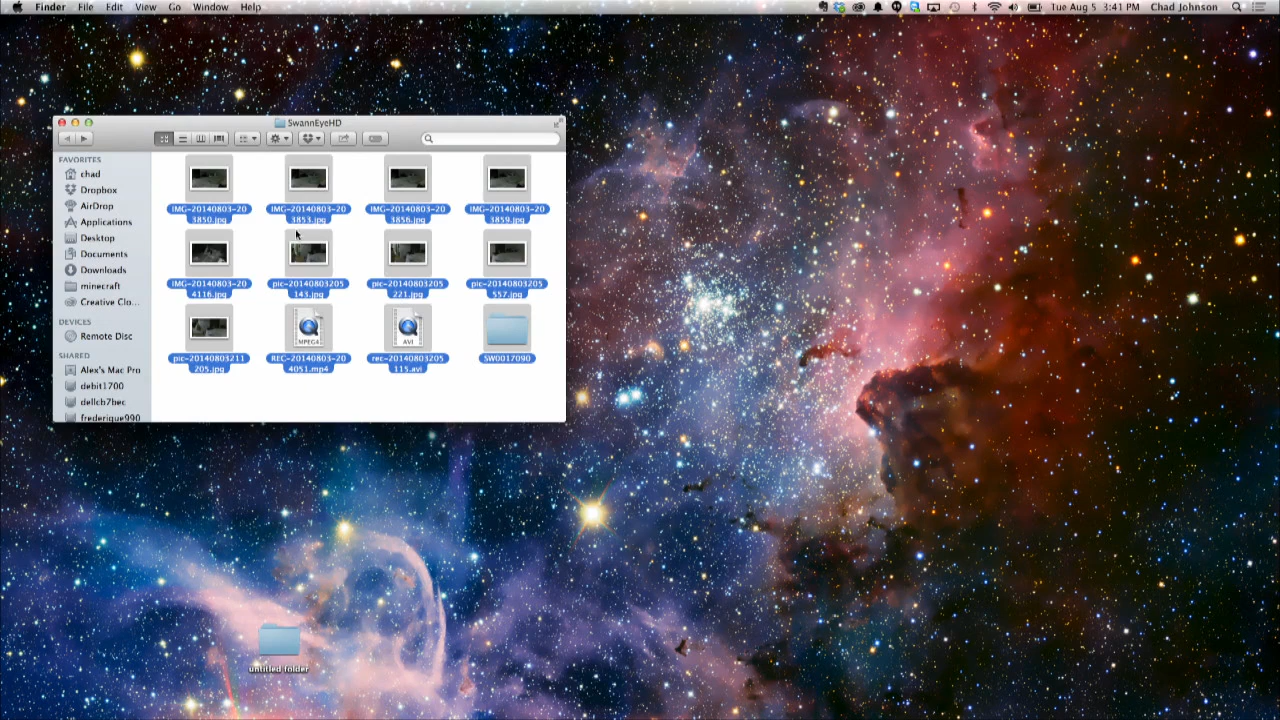 Finder File Edit View Go Window Help
Tue Aug 5 3:41 PM Chad Johnson
SwannEyeHD
FAVORITES
chad
Dropbox
AirDrop
Applications
Desktop
Documents
Downloads
minecraft
Creative Clo...
DEVICES
Remote Disc
SHARED
Alex's Mac Pro
debit1700
dellcb7bec
frederique990
IMG-20140803-20
3850.jpg
IMG-20140803-20
3853.jpg
IMG-20140803-20
3856.jpg
IMG-20140803-20
3859.jpg
IMG-20140803-20
4116.jpg
pic-20140803205
143.jpg
pic-20140803205
221.jpg
pic-20140803205
557.jpg
pic-20140803211
205.jpg
MPEG4
REC-20140803-20
4051.mp4
AVI
rec-20140803205
115.avi
SW0017090
untitled folder